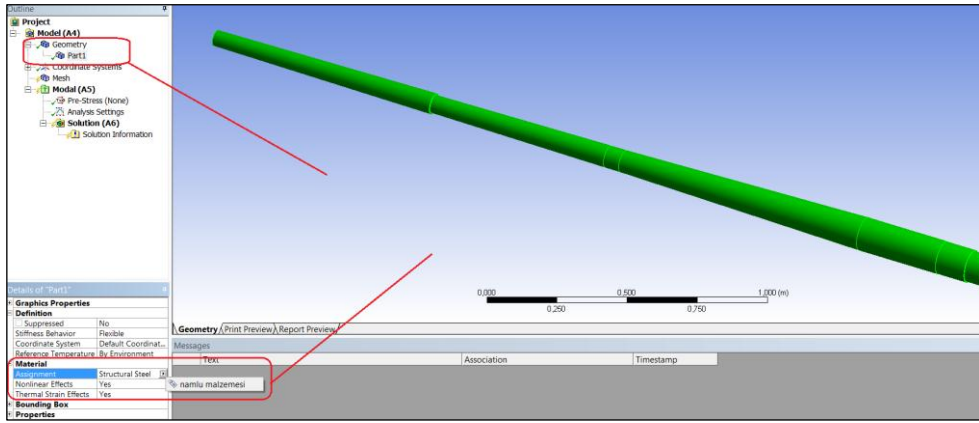 Outline
Project
Model (A4)
Geometry
Part1
Coordinate Systems
Mesh
Modal (A5)
Pre-Stress (None)
Analysis Settings
Solution (A6)
Solution Information
Details of "Part1"
Graphics Properties
Definition
Suppressed No
Stiffness Behavior Flexible
Coordinate System Default Coordinat...
Reference Temperature By Environment
Material
Assignment Structural Steel
namlu malzemesi
Nonlinear Effects Yes
Thermal Strain Effects Yes
Bounding Box
Properties
0,000 0,500 1,000 (m)
0,250 0,750
Geometry Print Preview Report Preview
Messages
Text Association Timestamp